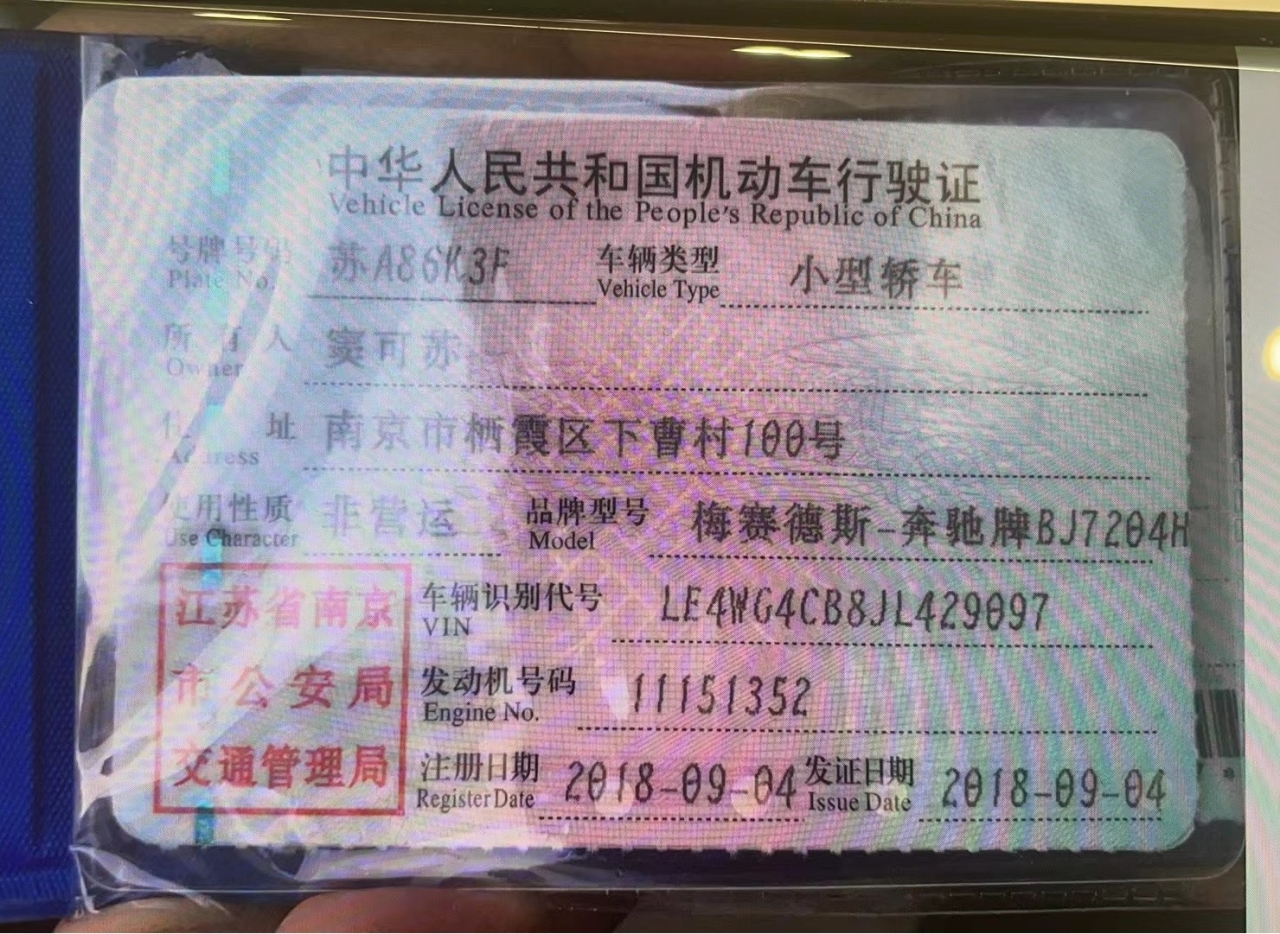 中华人民共和国机动车行驶证
Vehicle License of the People's Republic of China
号牌号码 苏A86K3F 车辆类型 小型轿车
Plate No. Vehicle Type
所有人 窦可苏
Owner
住址 南京市栖霞区下曹村100号
Address
使用性质 非营运 品牌型号 梅赛德斯-奔驰牌BJ7204H
Use Character Model
江苏省南京
市公安局
交通管理局
车辆识别代号 LE4WG4CB8JL429097
VIN
发动机号码 11151352
Engine No.
注册日期 2018-09-04 发证日期 2018-09-04
Register Date Issue Date